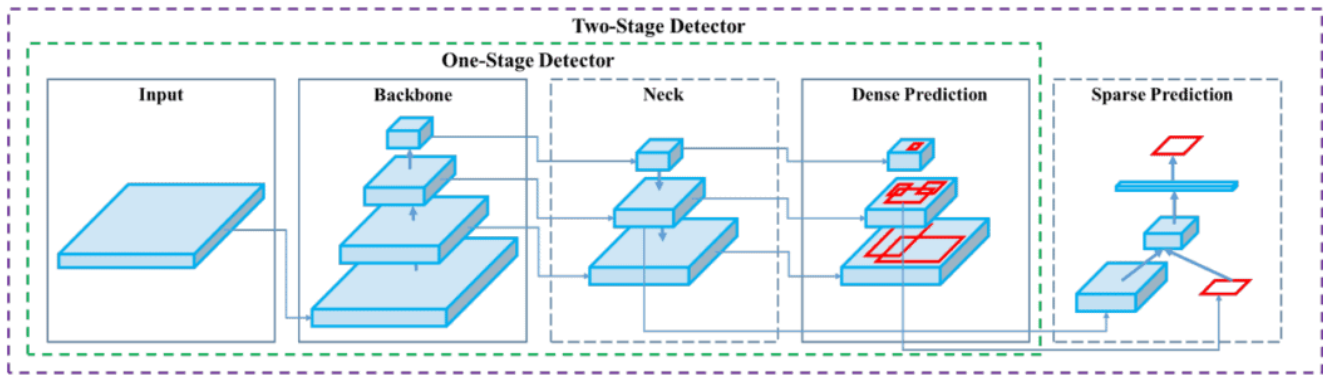 Two-Stage Detector
One-Stage Detector
Input
Backbone
Neck
Dense Prediction
Sparse Prediction